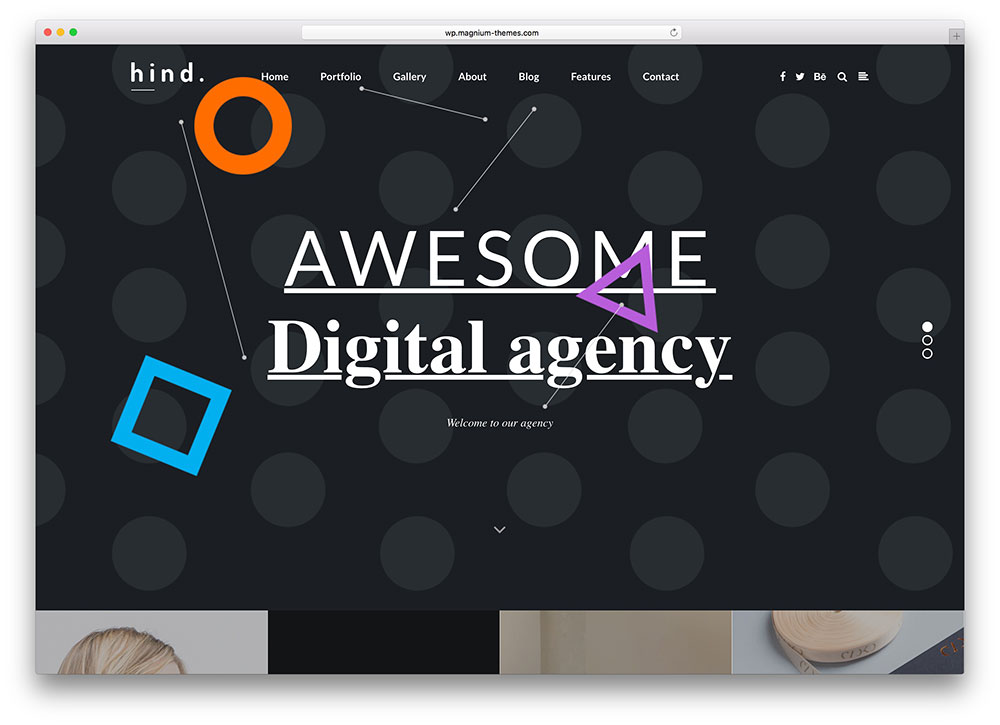 wp.magnium-themes.com
hind.
Home Portfolio Gallery About Blog Features Contact
Bē
AWESOME
Digital agency
Welcome to our agency